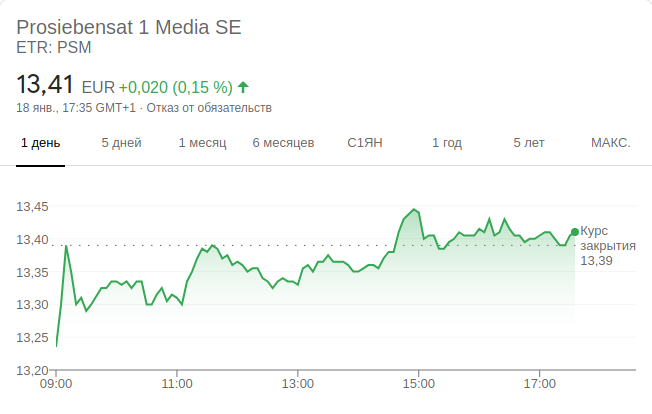 Prosiebensat 1 Media SE
ETR: PSM
13,41 EUR +0,020 (0,15 %)
18 янв., 17:35 GMT+1 · Отказ от обязательств
1 день 5 дней 1 месяц 6 месяцев С1ЯН 1 год 5 лет МАКС.
13,45
13,40
13,35
13,30
13,25
13,20
Курс
закрытия
13,39
09:00 11:00 13:00 15:00 17:00